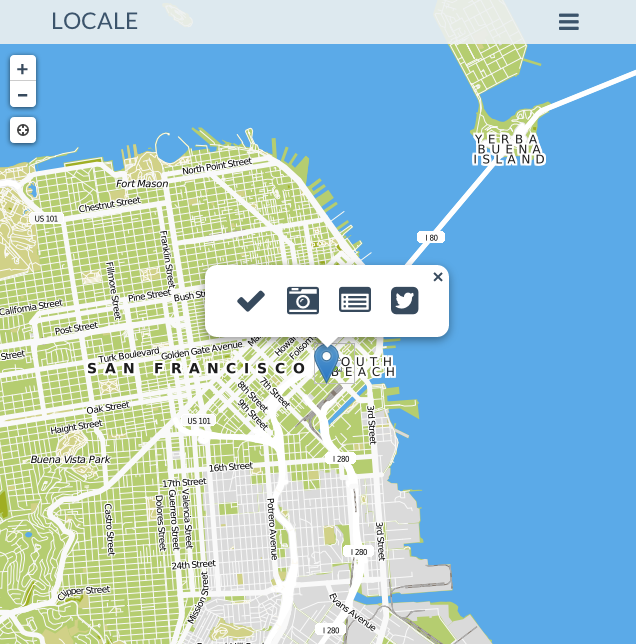 LOCALE
+
−
YERBA
BUENA
ISLAND
North Point Street
Fort Mason
Chestnut Street
US 101
I 80
Franklin Street
Fillmore Street
California Street
Pine Street
Bush
Post Street
Street
Turk Boulevard
Golden Gate Avenue
Folsom
SAN FRANCISCO
OUTH
BEACH
7th Street
8th Street
9th Street
Oak Street
3rd Street
US 101
Haight Street
Buena Vista Park
16th Street
I 280
17th Street
Castro Street
Dolores Street
Guerrero Street
Valencia Street
Potrero Avenue
3rd Street
I 280
24th Street
Mission Street
Clipper Street
Evans Avenue
I 280